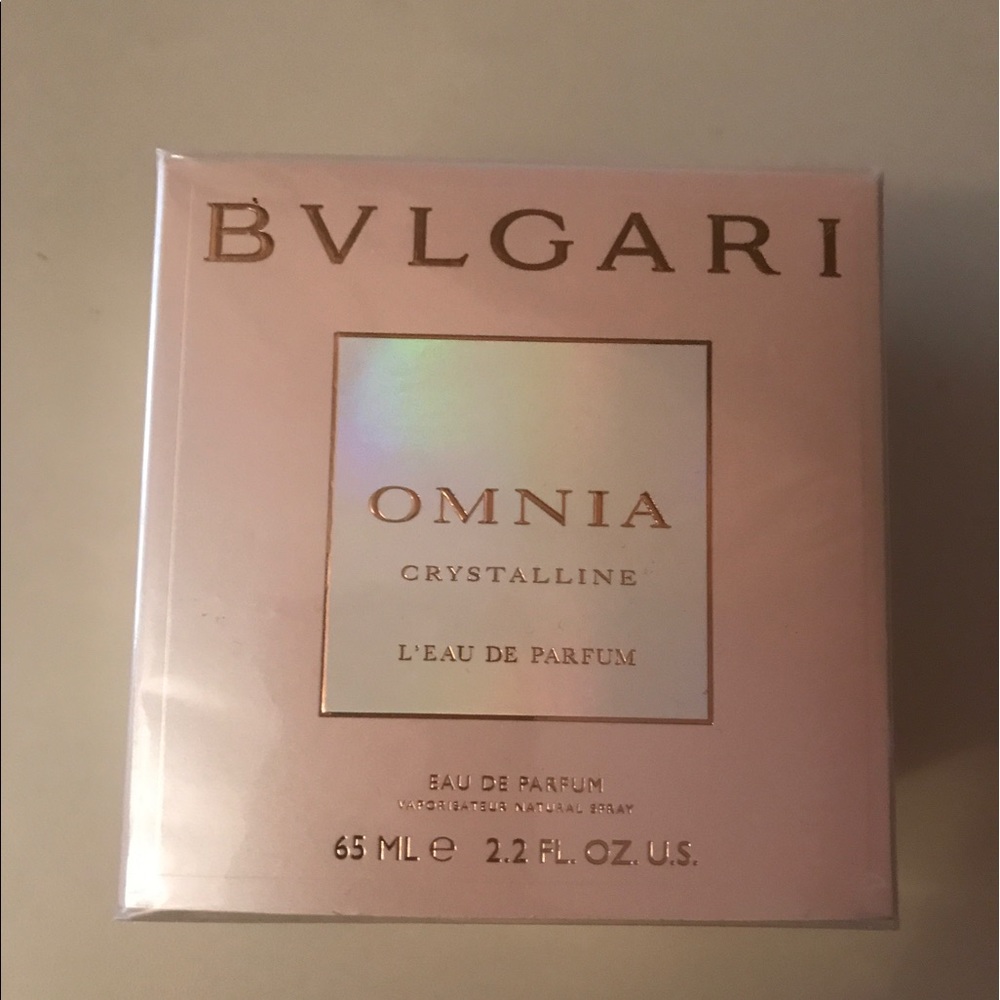 BVLGARI
OMNIA
CRYSTALLINE
L'EAU DE PARFUM
EAU DE PARFUM
VAPORISATEUR NATURAL SPRAY
65 ML ℮ 2.2 FL. OZ. U.S.